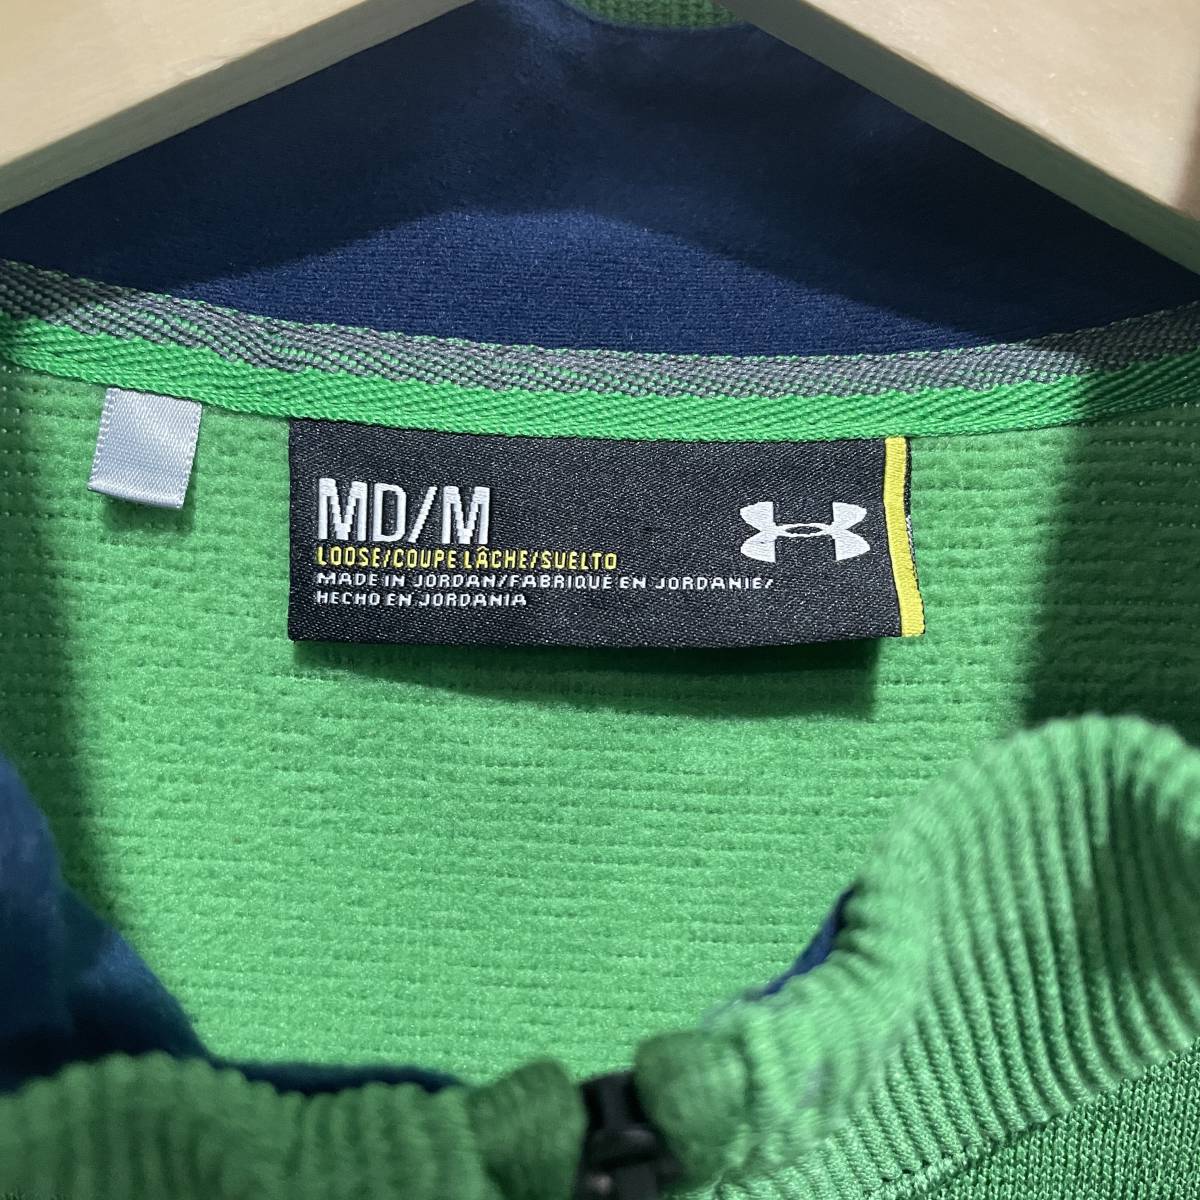 MD/M
LOOSE/COUPE LÂCHE/SUELTO
MADE IN JORDAN/FABRIQUÉ EN JORDANIE/
HECHO EN JORDANIA